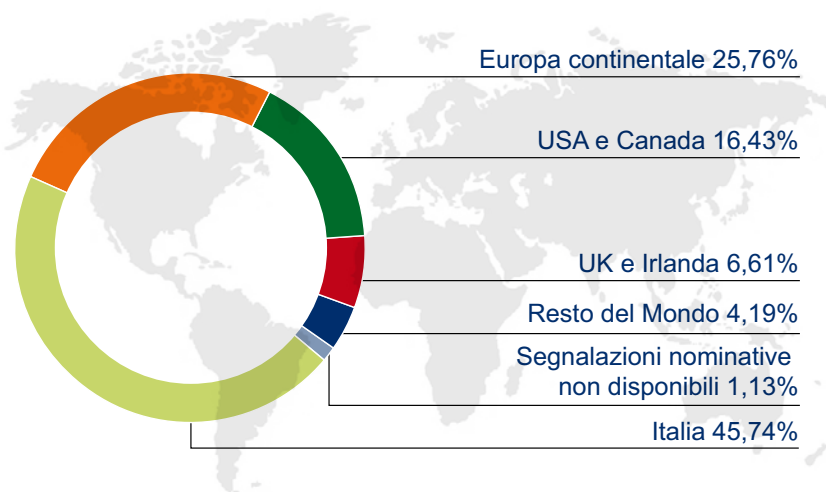 Europa continentale 25,76%
USA e Canada 16,43%
UK e Irlanda 6,61%
Resto del Mondo 4,19%
Segnalazioni nominative
non disponibili 1,13%
Italia 45,74%